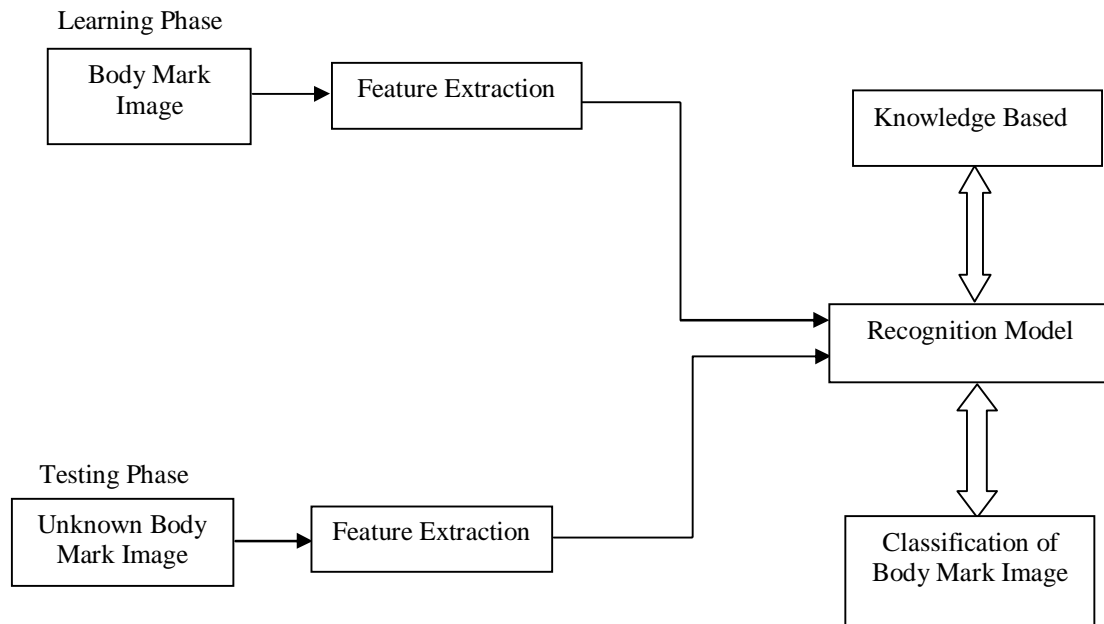 Learning Phase
Body Mark
Image
Feature Extraction
Knowledge Based
Recognition Model
Testing Phase
Unknown Body
Mark Image
Feature Extraction
Classification of
Body Mark Image